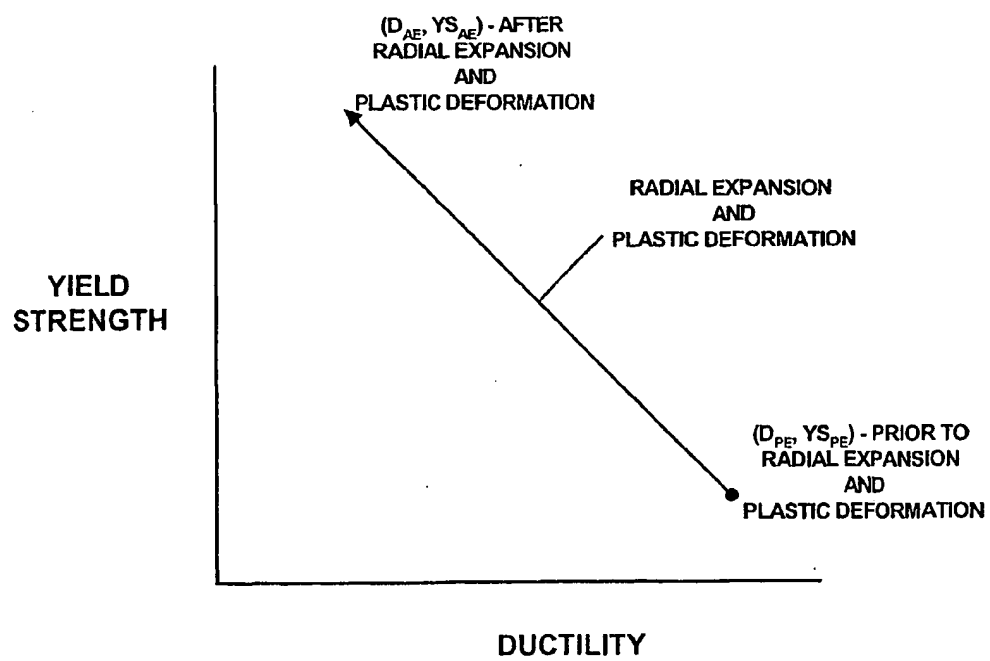 (D_AE, YS_AE) - AFTER
RADIAL EXPANSION
AND
PLASTIC DEFORMATION
RADIAL EXPANSION
AND
PLASTIC DEFORMATION
YIELD
STRENGTH
(D_PE, YS_PE) - PRIOR TO
RADIAL EXPANSION
AND
PLASTIC DEFORMATION
DUCTILITY